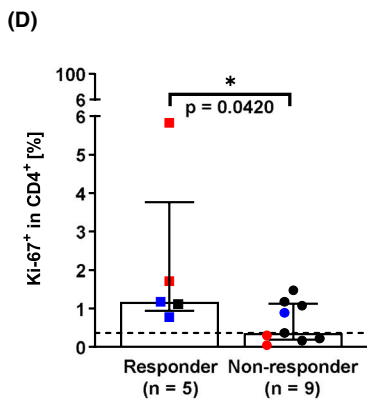 (D)
Ki-67⁺ in CD4⁺ [%]
100
6
6
5
4
3
2
1
0
*
p = 0.0420
Responder Non-responder
(n = 5) (n = 9)